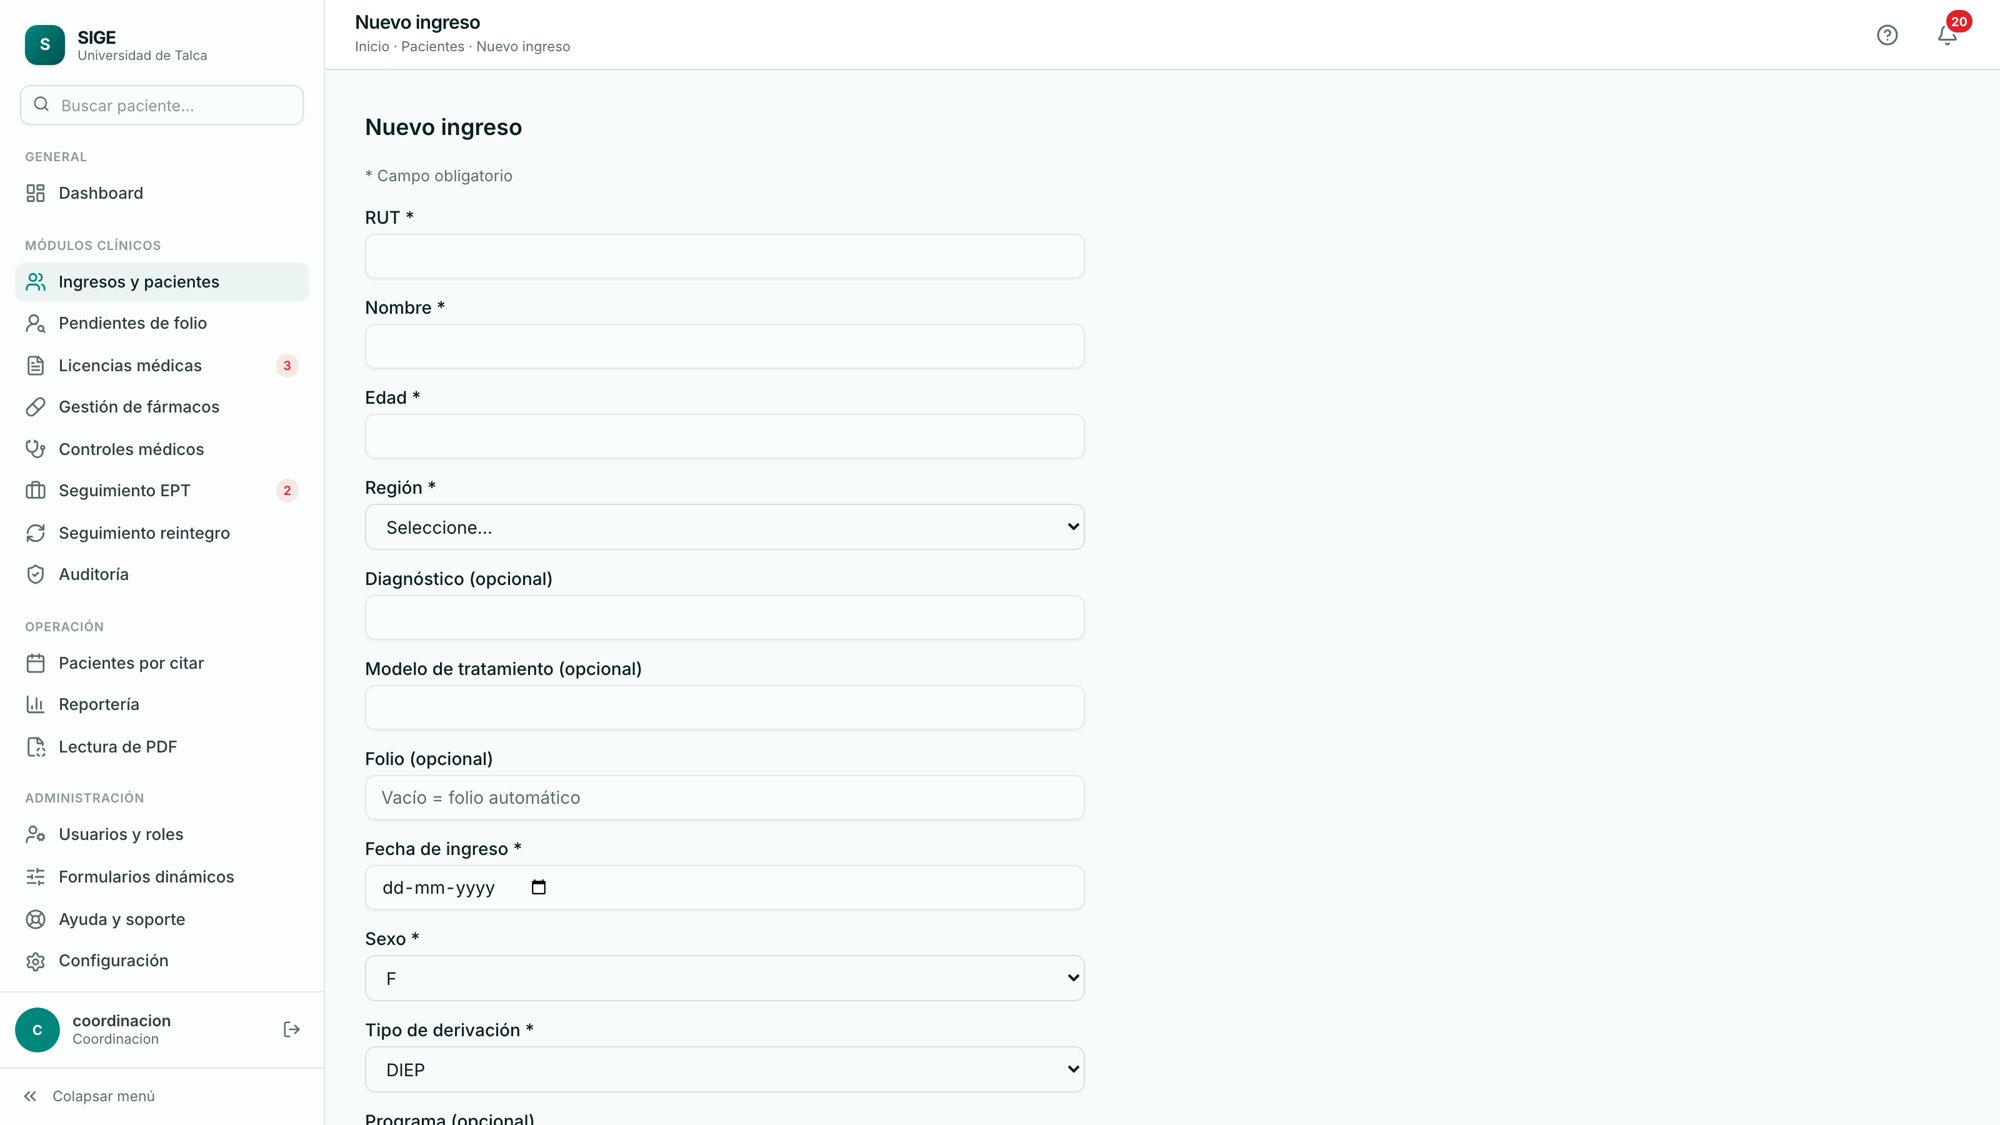 S
SIGE
Universidad de Talca
Buscar paciente...
GENERAL
Dashboard
MÓDULOS CLÍNICOS
Ingresos y pacientes
Pendientes de folio
Licencias médicas 3
Gestión de fármacos
Controles médicos
Seguimiento EPT 2
Seguimiento reintegro
Auditoría
OPERACIÓN
Pacientes por citar
Reportería
Lectura de PDF
ADMINISTRACIÓN
Usuarios y roles
Formularios dinámicos
Ayuda y soporte
Configuración
C
coordinacion
Coordinacion
Colapsar menú
Nuevo ingreso
Inicio · Pacientes · Nuevo ingreso
20
Nuevo ingreso
* Campo obligatorio
RUT *
Nombre *
Edad *
Región *
Seleccione...
Diagnóstico (opcional)
Modelo de tratamiento (opcional)
Folio (opcional)
Vacío = folio automático
Fecha de ingreso *
dd-mm-yyyy
Sexo *
F
Tipo de derivación *
DIEP
Programa (opcional)